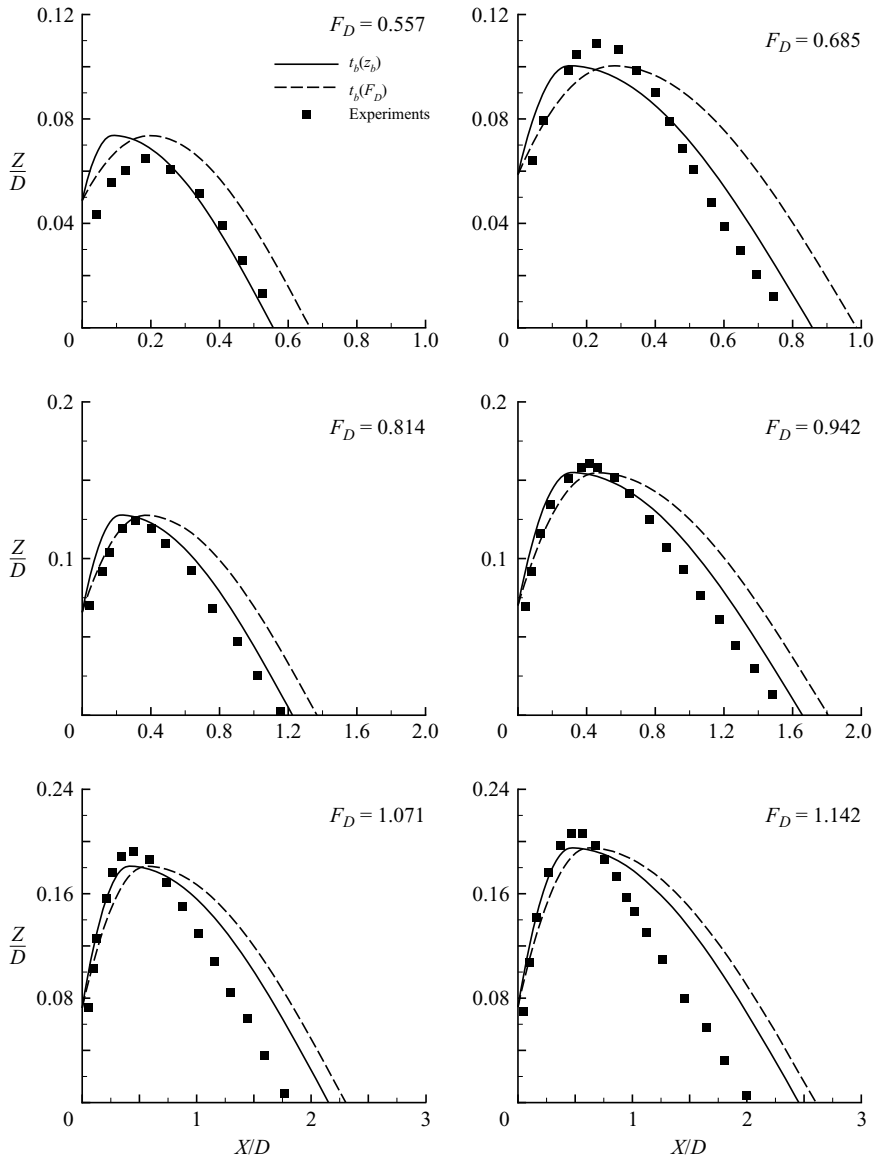 F_D = 0.557
t_b(z_b)
t_b(F_D)
Experiments
0.12
0.08
0.04
0
Z/D
0.2 0.4 0.6 0.8 1.0
F_D = 0.685
0.12
0.08
0.04
0
0.2 0.4 0.6 0.8 1.0
F_D = 0.814
0.2
0.1
0
Z/D
0.4 0.8 1.2 1.6 2.0
F_D = 0.942
0.2
0.1
0
0.4 0.8 1.2 1.6 2.0
F_D = 1.071
0.24
0.16
0.08
0
Z/D
0 1 2 3
X/D
F_D = 1.142
0.24
0.16
0.08
0
1 2 3
X/D